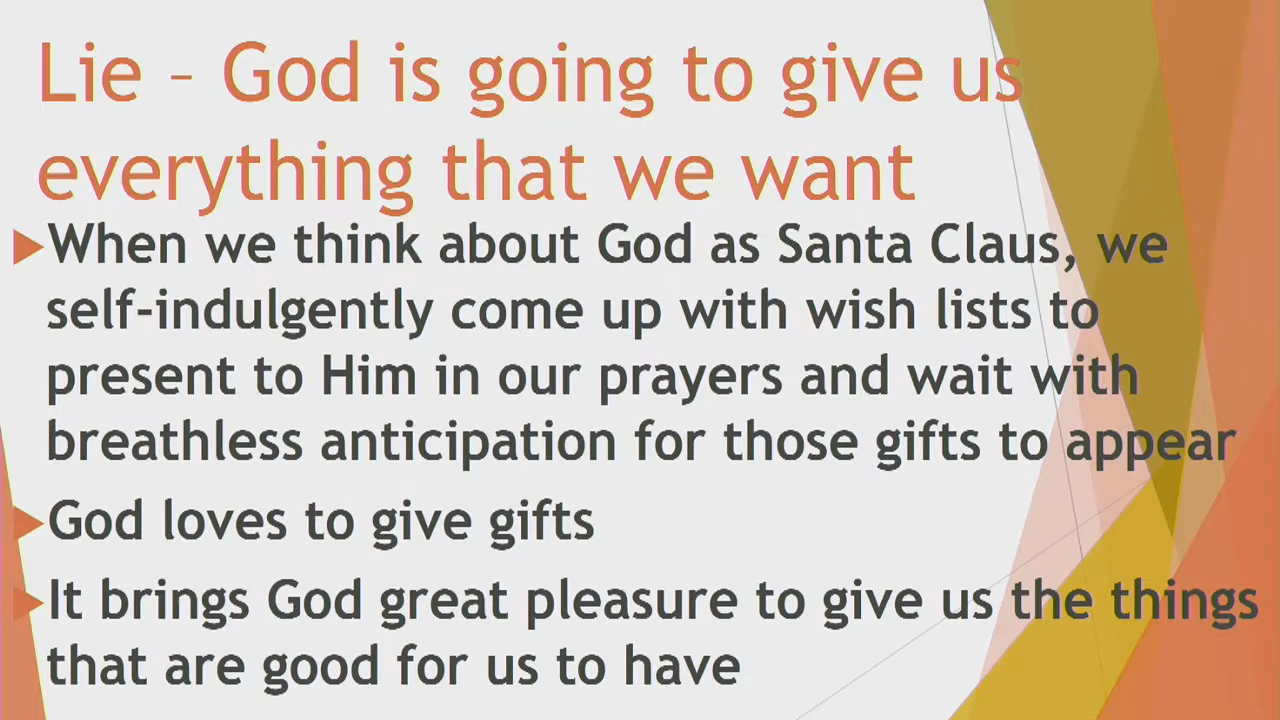 Lie – God is going to give us
everything that we want
When we think about God as Santa Claus, we
self-indulgently come up with wish lists to
present to Him in our prayers and wait with
breathless anticipation for those gifts to appear
God loves to give gifts
It brings God great pleasure to give us the things
that are good for us to have